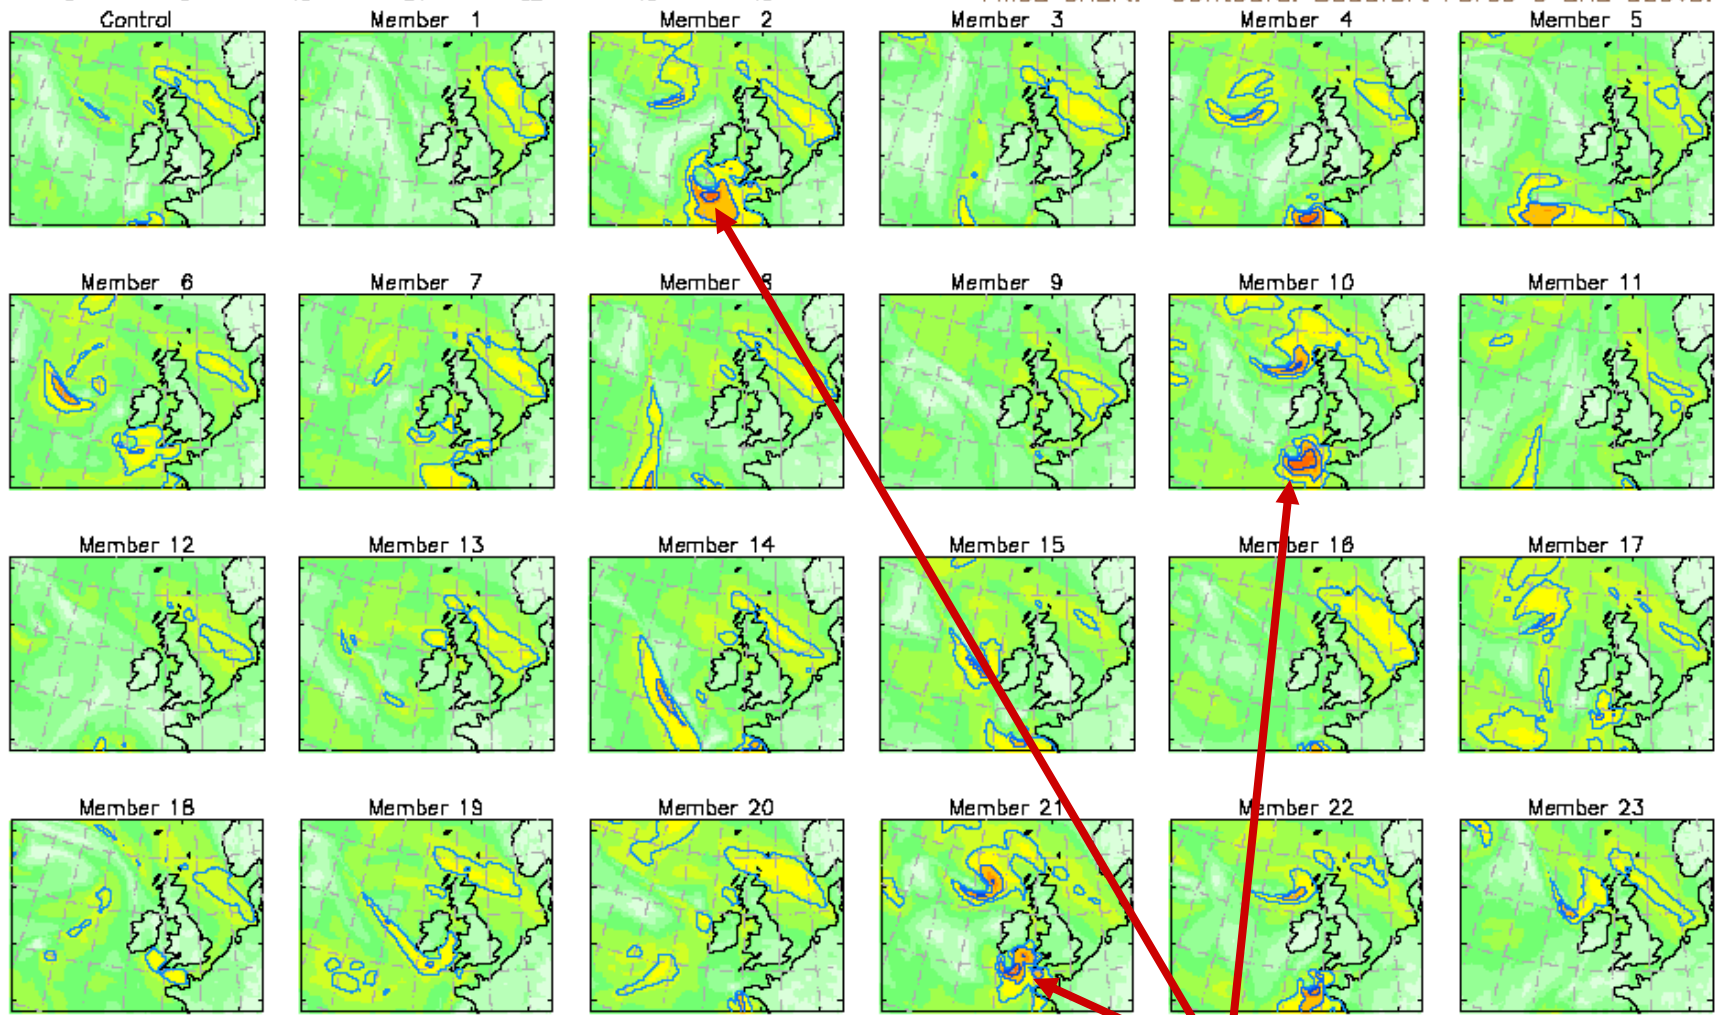 Control Member 1 Member 2 Member 3 Member 4 Member 5
Member 6 Member 7 Member 8 Member 9 Member 10 Member 11
Member 12 Member 13 Member 14 Member 15 Member 16 Member 17
Member 18 Member 19 Member 20 Member 21 Member 22 Member 23